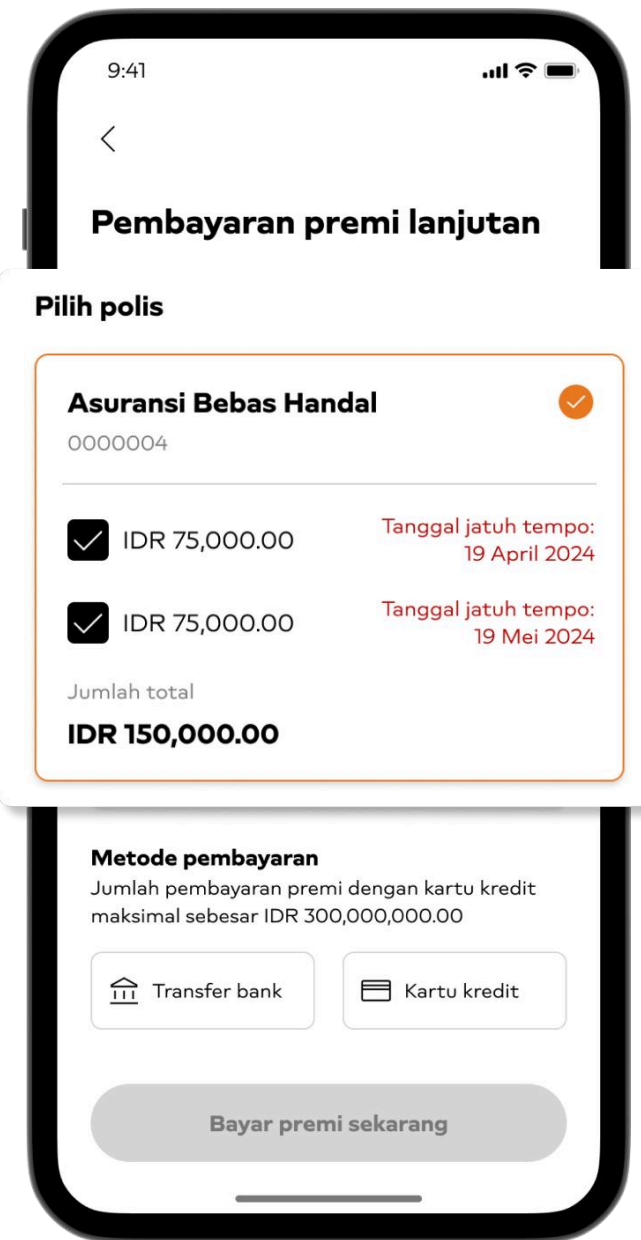 9:41
Pembayaran premi lanjutan
Pilih polis
Asuransi Bebas Handal
0000004
IDR 75,000.00
Tanggal jatuh tempo:
19 April 2024
IDR 75,000.00
Tanggal jatuh tempo:
19 Mei 2024
Jumlah total
IDR 150,000.00
Metode pembayaran
Jumlah pembayaran premi dengan kartu kredit
maksimal sebesar IDR 300,000,000.00
Transfer bank
Kartu kredit
Bayar premi sekarang